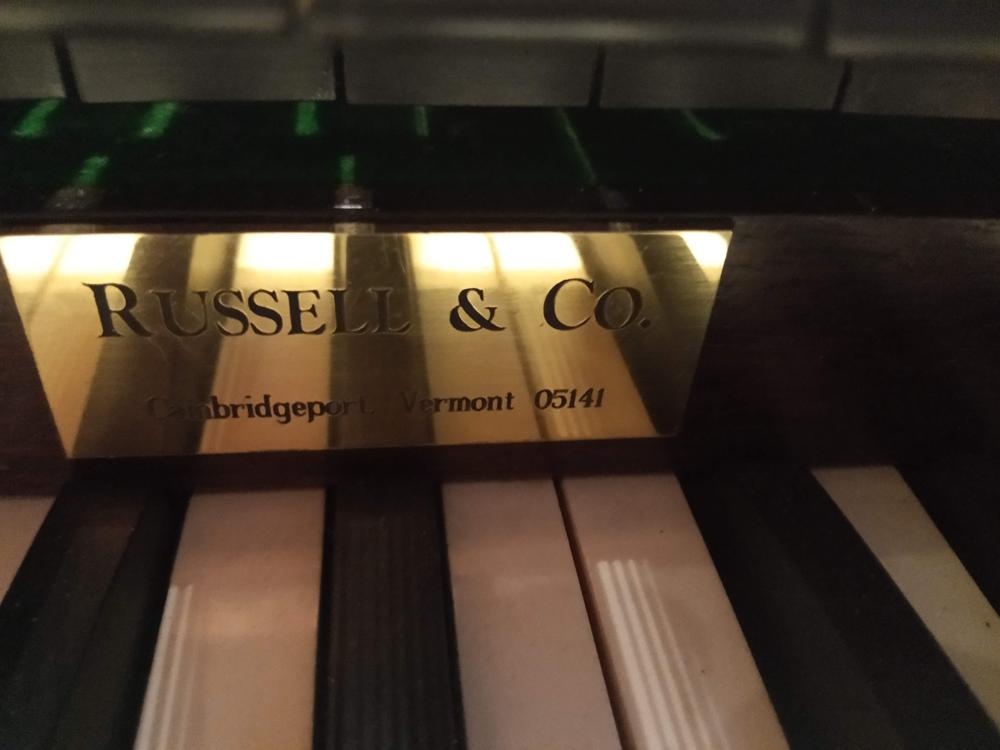 RUSSELL & CO.
Cambridgeport, Vermont 05141